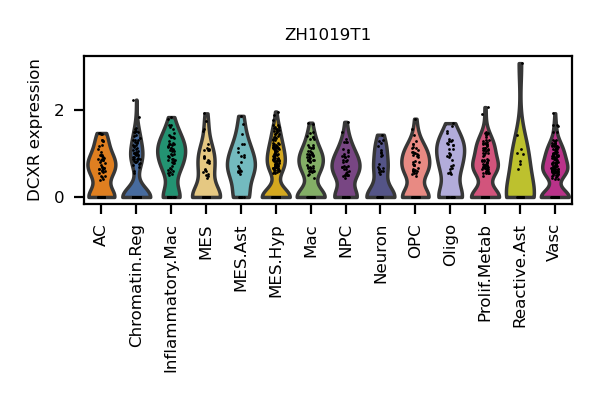 ZH1019T1
DCXR expression
2
0
AC
Chromatin.Reg
Inflammatory.Mac
MES
MES.Ast
MES.Hyp
Mac
NPC
Neuron
OPC
Oligo
Prolif.Metab
Reactive.Ast
Vasc